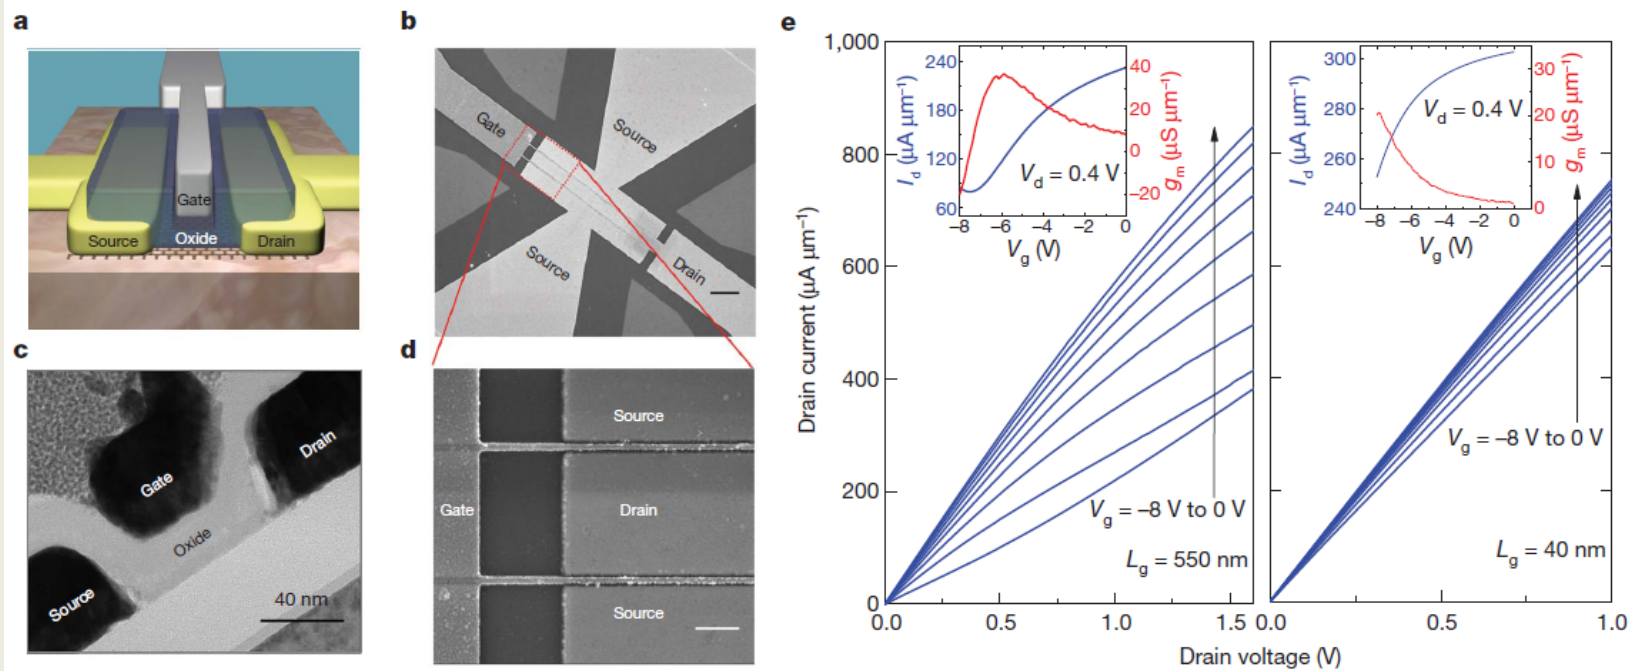 a
Gate
Source
Oxide
Drain
b
Gate
Source
Source
Drain
c
Gate
Drain
Oxide
Source
40 nm
d
Source
Gate
Drain
Source
e
1,000
800
600
400
200
0
Drain current (µA µm⁻¹)
0.0 0.5 1.0 1.5
240
180
120
60
I_d (µA µm⁻¹)
40
20
0
−20
g_m (µS µm⁻¹)
V_d = 0.4 V
−8 −6 −4 −2 0
V_g (V)
V_g = −8 V to 0 V
L_g = 550 nm
300
280
260
240
I_d (µA µm⁻¹)
30
20
10
0
g_m (µS µm⁻¹)
V_d = 0.4 V
−8 −6 −4 −2 0
V_g (V)
V_g = −8 V to 0 V
L_g = 40 nm
0.0 0.5 1.0
Drain voltage (V)